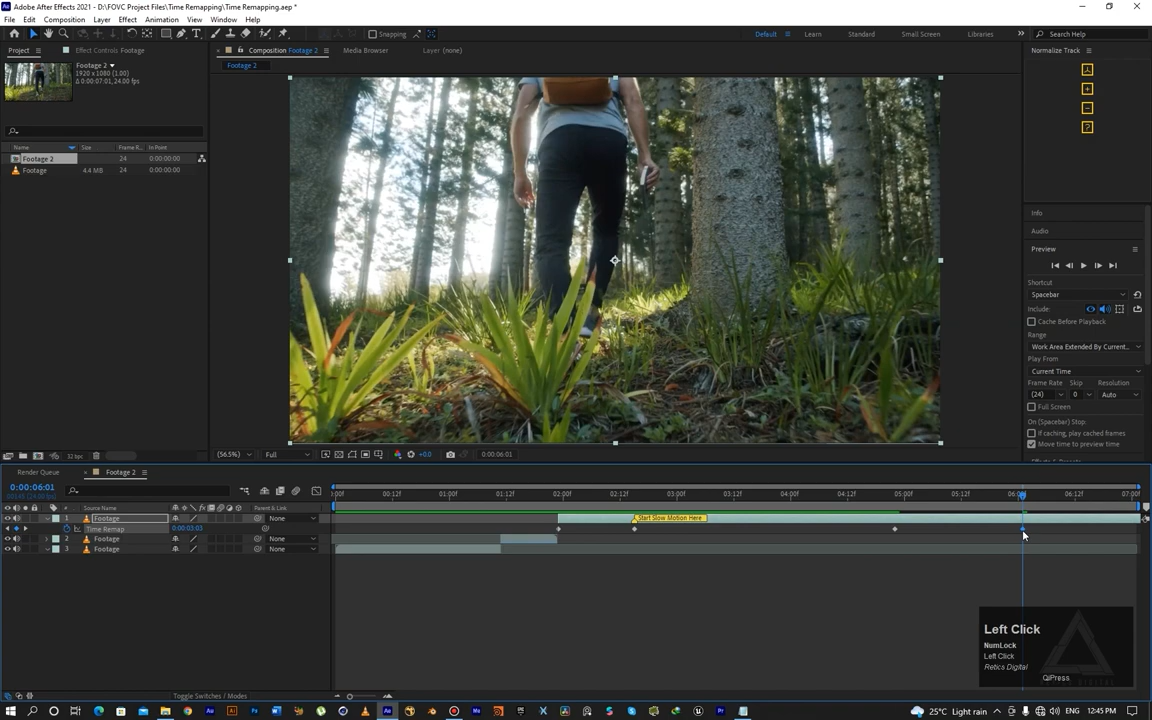 Adobe After Effects 2021 - D:\FOVC Project Files\Time Remapping\Time Remapping.aep *
File Edit Composition Layer Effect Animation View Window Help
Snapping
Default Learn Standard Small Screen Libraries Search Help
Project Effect Controls Footage
Composition Footage 2 Media Browser Layer (none)
Normalize Track
Footage 2
Footage 2
1920 x 1080 (1.00)
Δ 0:00:07:01, 24.00 fps
Name Size Frame R... In Point
Footage 2 24 0:00:00:00
Footage 4.4 MB 24 0:00:00:00
Info
Audio
Preview
Shortcut
Spacebar
Include:
Cache Before Playback
Range
Work Area Extended By Current...
Play From
Current Time
Frame Rate Skip Resolution
(24) 0 Auto
Full Screen
On (Spacebar) Stop:
If caching, play cached frames
Move time to preview time
32 bpc
(56.5%) Full +0.0 0:00:06:01
Render Queue Footage 2
0:00:06:01
00145 (24.00 fps)
# Source Name Parent & Link
:00f 00:12f 01:00f 01:12f 02:00f 02:12f 03:00f 03:12f 04:00f 04:12f 05:00f 05:12f 06:00f 06:12f 07:00f
1 Footage None Start Slow Motion Here
Time Remap 0:00:03:03
2 Footage None
3 Footage None
Left Click
NumLock
Left Click
Retics Digital
QiPress
Toggle Switches / Modes
25°C Light rain ENG 12:45 PM